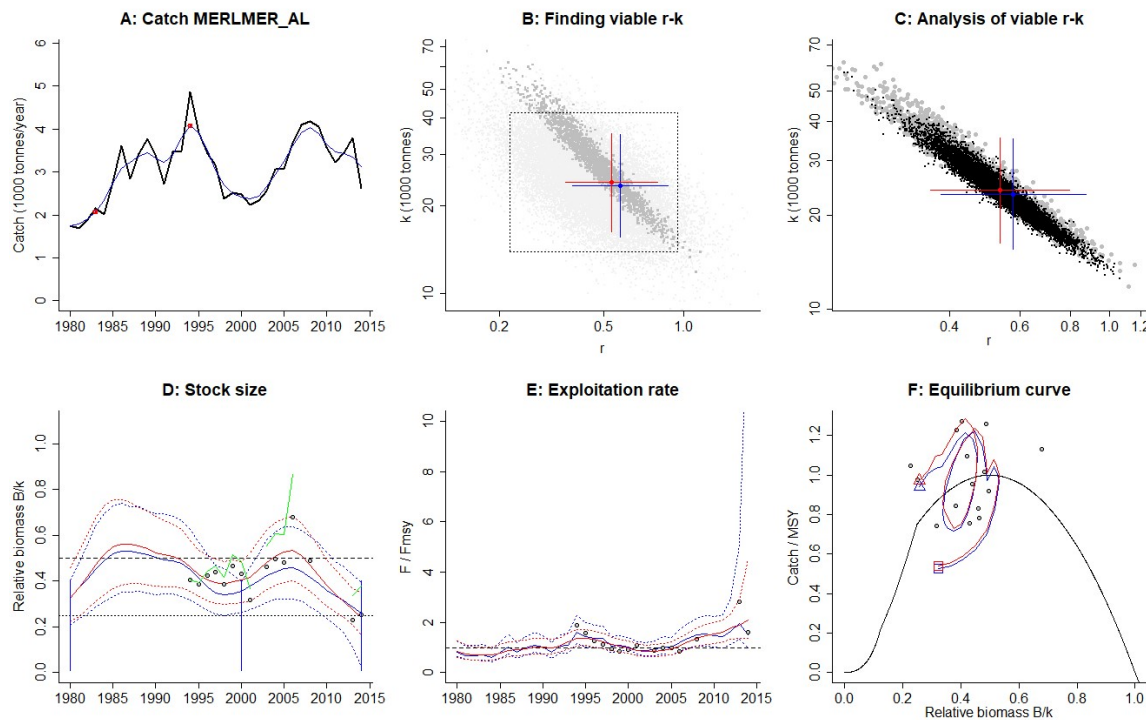 A: Catch MERLMER_AL
Catch (1000 tonnes/year)
6
5
4
3
2
1
0
1980 1985 1990 1995 2000 2005 2010 2015
B: Finding viable r-k
k (1000 tonnes)
70
50
40
30
20
10
k
0.2 0.5 1.0
r
C: Analysis of viable r-k
k (1000 tonnes)
70
50
40
30
20
10
0.4 0.6 0.8 1.0 1.2
r
D: Stock size
Relative biomass B/k
1.0
0.8
0.6
0.4
0.2
0.0
1980 1985 1990 1995 2000 2005 2010 2015
E: Exploitation rate
F / Fmsy
10
8
6
4
2
0
1980 1985 1990 1995 2000 2005 2010 2015
F: Equilibrium curve
Catch / MSY
1.2
1.0
0.8
0.6
0.4
0.2
0.0
0.0 0.2 0.4 0.6 0.8 1.0
Relative biomass B/k